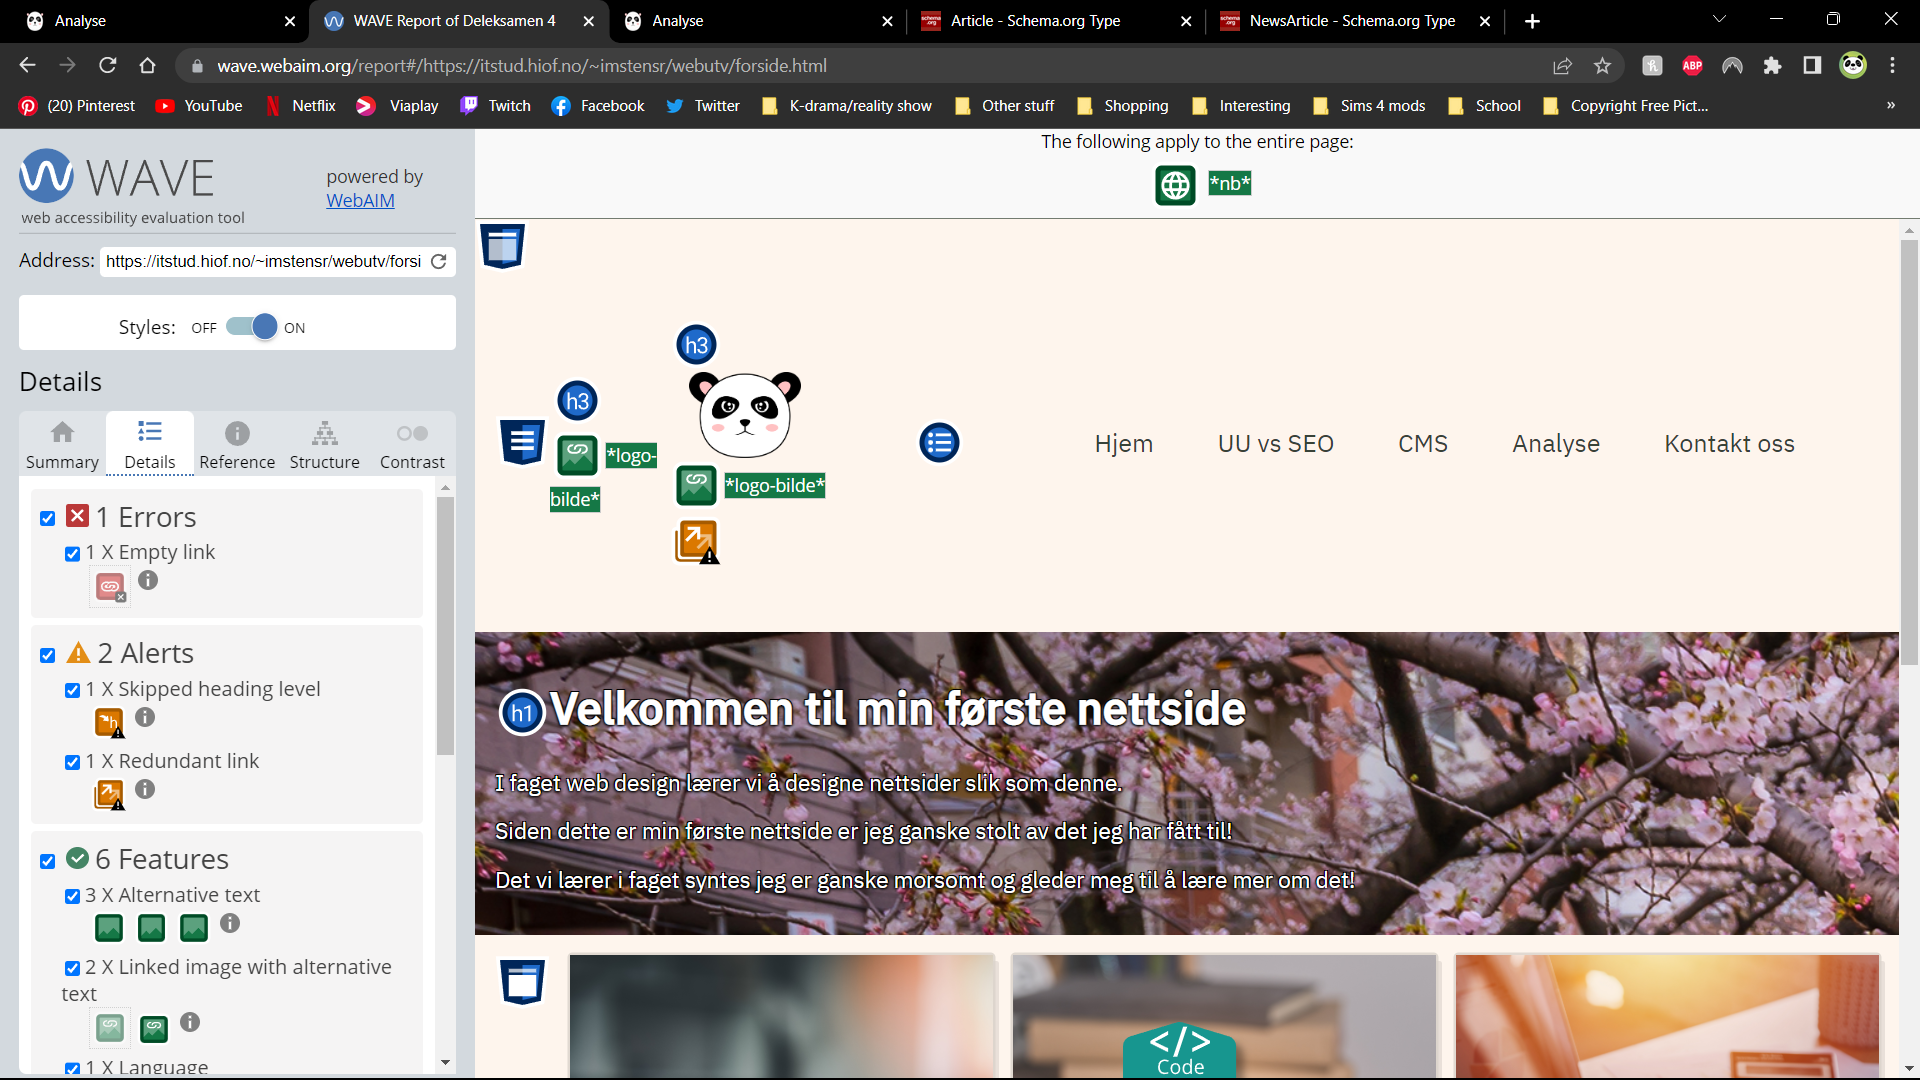 Analyse
WAVE Report of Deleksamen 4
Analyse
Article - Schema.org Type
NewsArticle - Schema.org Type
wave.webaim.org/report#/https://itstud.hiof.no/~imstensr/webutv/forside.html
ABP
(20) Pinterest
YouTube
Netflix
Viaplay
Twitch
Facebook
Twitter
K-drama/reality show
Other stuff
Shopping
Interesting
Sims 4 mods
School
Copyright Free Pict...
»
WAVE
web accessibility evaluation tool
powered by
WebAIM
Address: https://itstud.hiof.no/~imstensr/webutv/forsi
Styles: OFF ON
Details
Summary
Details
Reference
Structure
Contrast
1 Errors
1 X Empty link
2 Alerts
1 X Skipped heading level
1 X Redundant link
6 Features
3 X Alternative text
2 X Linked image with alternative
text
1 X Language
The following apply to the entire page:
*nb*
h3
h3
*logo-
bilde*
*logo-bilde*
Hjem
UU vs SEO
CMS
Analyse
Kontakt oss
h1 Velkommen til min første nettside
I faget web design lærer vi å designe nettsider slik som denne.
Siden dette er min første nettside er jeg ganske stolt av det jeg har fått til!
Det vi lærer i faget syntes jeg er ganske morsomt og gleder meg til å lære mer om det!
</>
Code